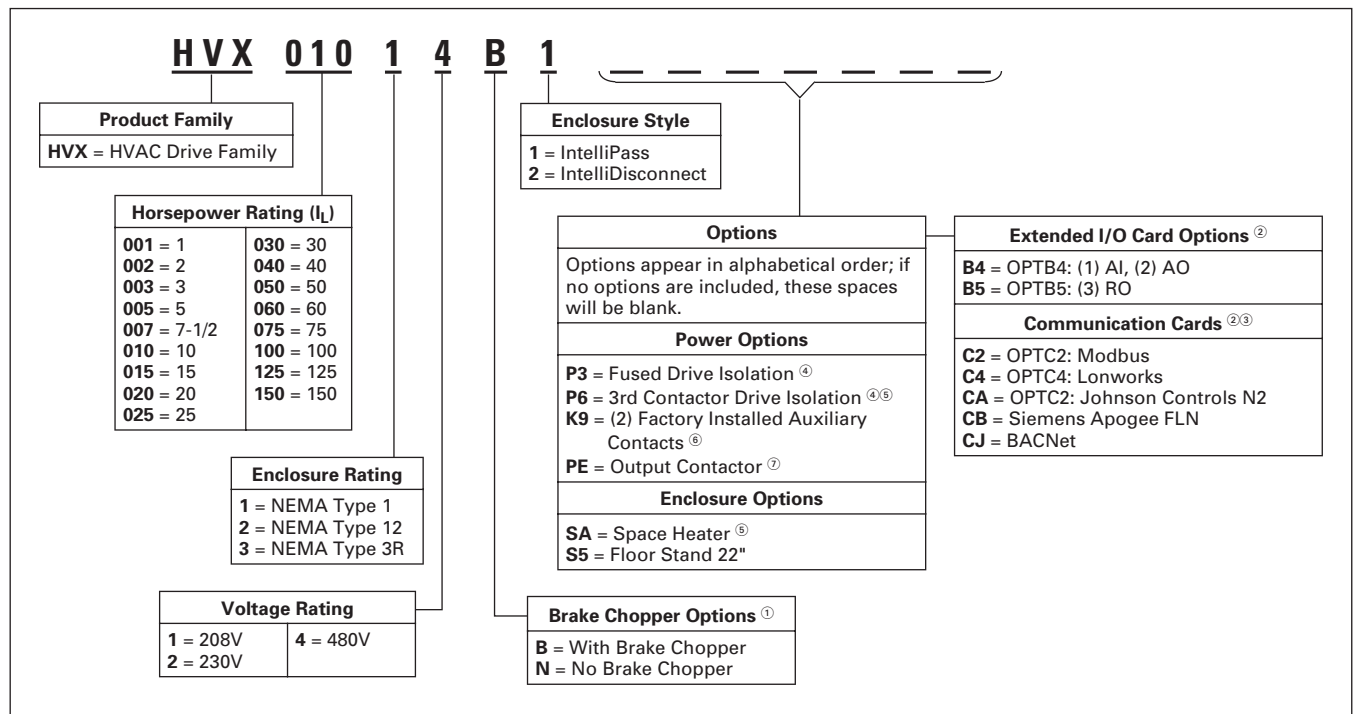 HVX 010 1 4 B 1 _ _ _ _ _ _ _
Product Family
HVX = HVAC Drive Family
Enclosure Style
1 = IntelliPass
2 = IntelliDisconnect
Horsepower Rating (IL)
001 = 1
002 = 2
003 = 3
005 = 5
007 = 7-1/2
010 = 10
015 = 15
020 = 20
025 = 25
030 = 30
040 = 40
050 = 50
060 = 60
075 = 75
100 = 100
125 = 125
150 = 150
Options
Options appear in alphabetical order; if
no options are included, these spaces
will be blank.
Power Options
P3 = Fused Drive Isolation ④
P6 = 3rd Contactor Drive Isolation ④⑤
K9 = (2) Factory Installed Auxiliary
Contacts ⑥
PE = Output Contactor ⑦
Enclosure Options
SA = Space Heater ⑤
S5 = Floor Stand 22"
Extended I/O Card Options ②
B4 = OPTB4: (1) AI, (2) AO
B5 = OPTB5: (3) RO
Communication Cards ②③
C2 = OPTC2: Modbus
C4 = OPTC4: Lonworks
CA = OPTC2: Johnson Controls N2
CB = Siemens Apogee FLN
CJ = BACNet
Enclosure Rating
1 = NEMA Type 1
2 = NEMA Type 12
3 = NEMA Type 3R
Voltage Rating
1 = 208V
2 = 230V
4 = 480V
Brake Chopper Options ①
B = With Brake Chopper
N = No Brake Chopper